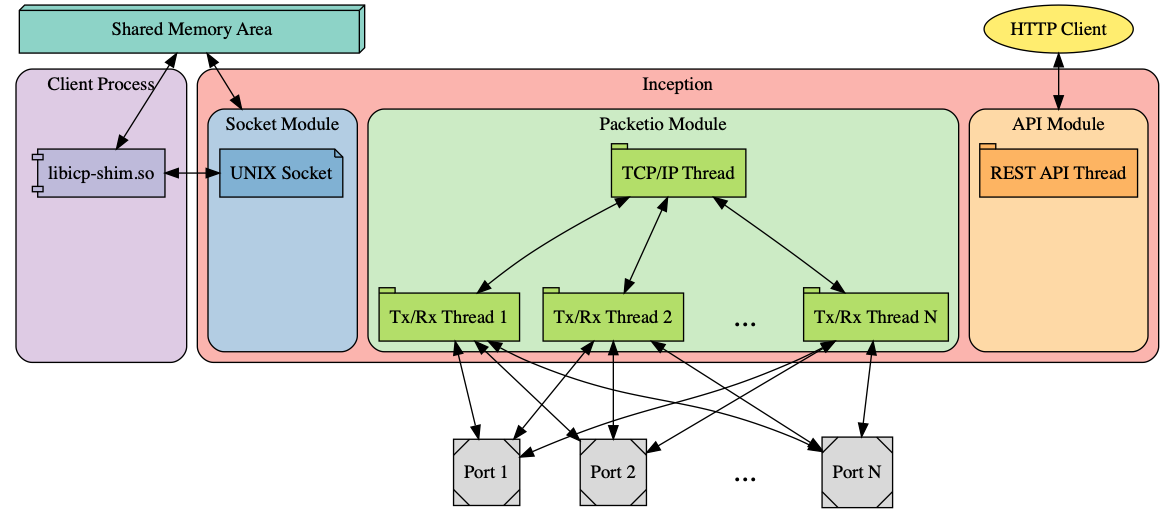 Shared Memory Area
HTTP Client
Client Process
Inception
Socket Module
Packetio Module
API Module
libicp-shim.so
UNIX Socket
TCP/IP Thread
REST API Thread
Tx/Rx Thread 1
Tx/Rx Thread 2
...
Tx/Rx Thread N
Port 1
Port 2
...
Port N